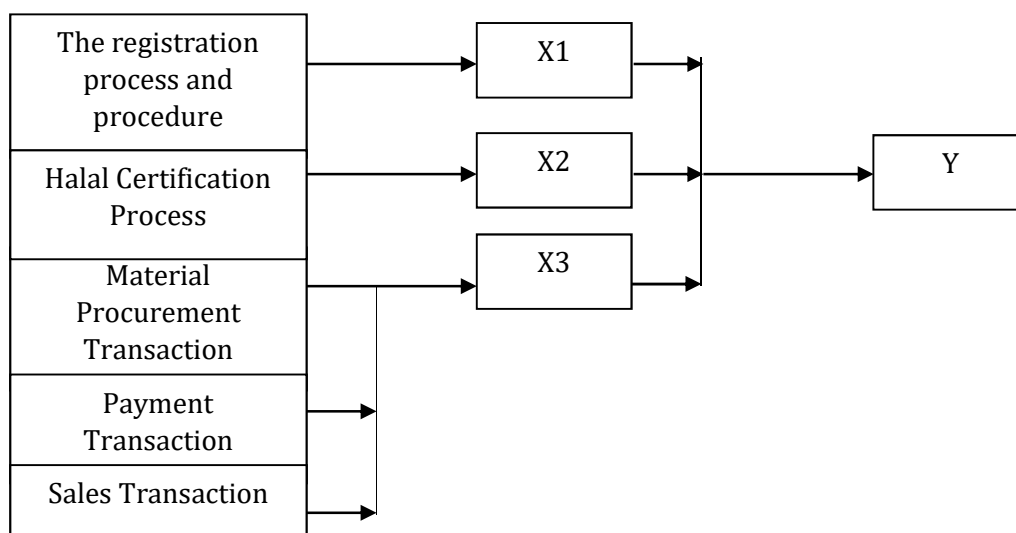 The registration
process and
procedure
X1
Halal Certification
Process
X2
Y
Material
Procurement
Transaction
X3
Payment
Transaction
Sales Transaction